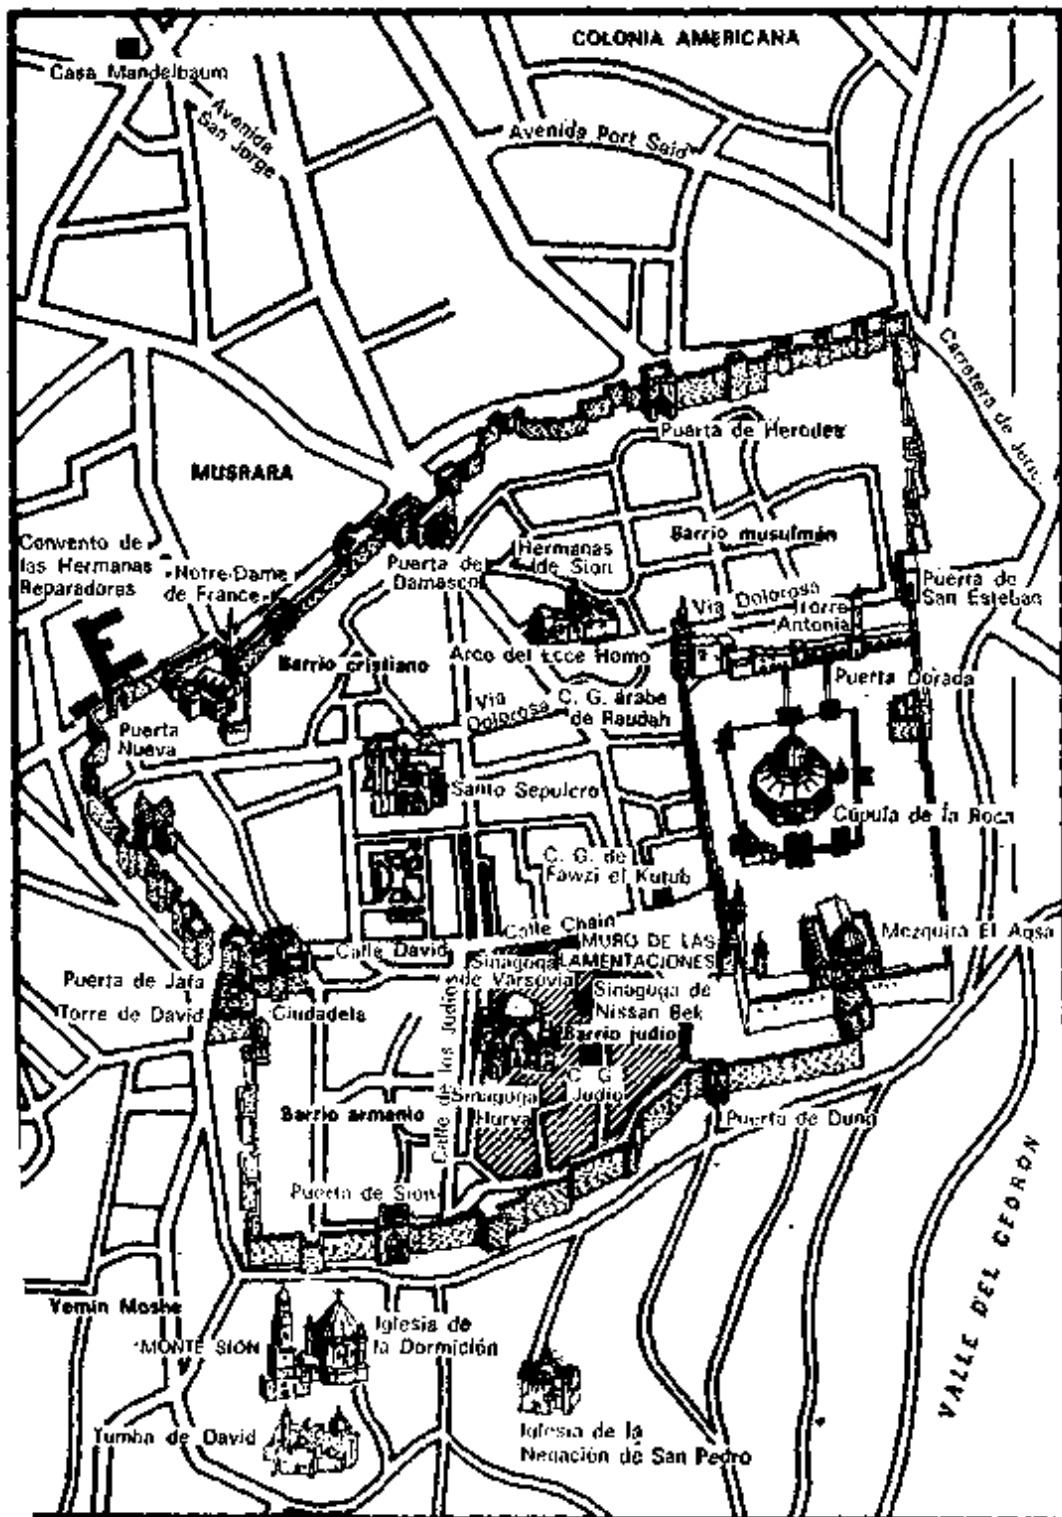 COLONIA AMERICANA
Casa Mandelbaum
Avenida
San Jorge
Avenida Port Said
Carretera de
Puerta de Herodes
MUSRARA
Barrio musulmán
Convento de
las Hermanas
Reparadoras
Notre-Dame
de France
Puerta de
Damasco
Hermanas
de Sion
Puerta de
San Esteban
Via Dolorosa
Torre
Antonia
Arco del Ecce Homo
Barrio cristiano
Puerta Dorada
Via
Dolorosa
C. G. árabe
de Raudah
Puerta
Nueva
Santo Sepulcro
Cúpula de la Roca
C. G. de
Fawzi el Kutub
Calle Chain
Calle David
MURO DE LAS
LAMENTACIONES
Mezquita El Aqsa
Sinagoga
de Varsovia
Puerta de Jafa
Torre de David
Ciudadela
Sinagoga de
Nissan Bek
Barrio judio
C. G.
Judio
Calle de los Judios
Sinagoga
Hurva
Barrio armenio
Puerta de Dung
Puerta de Sion
VALLE DEL CEDRON
Yemin Moshe
MONTE SION
Iglesia de
la Dormición
Tumba de David
Iglesia de la
Negación de San Pedro